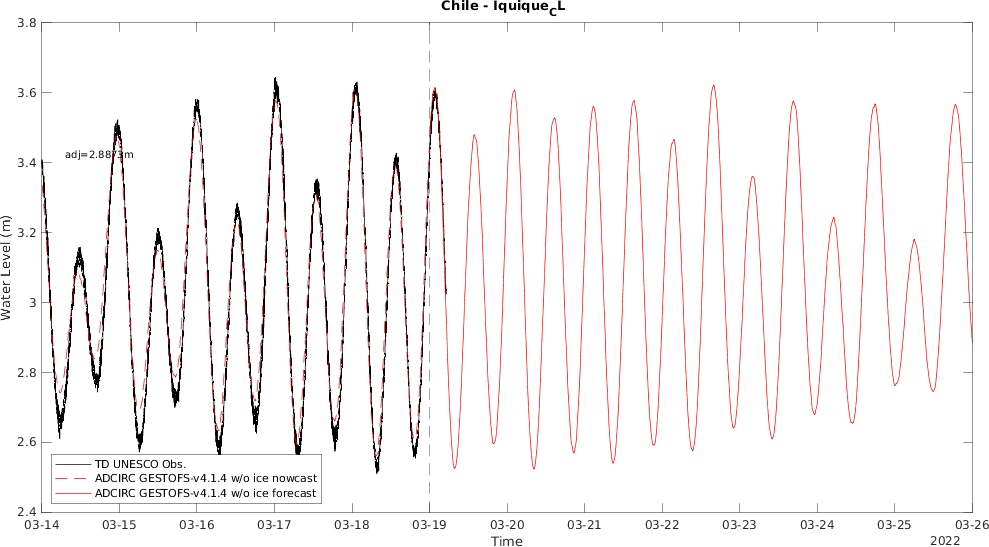 Chile - Iquique_CL
3.8
3.6
3.4
3.2
3
2.8
2.6
2.4
Water Level (m)
adj=2.8873m
TD UNESCO Obs.
ADCIRC GESTOFS-v4.1.4 w/o ice nowcast
ADCIRC GESTOFS-v4.1.4 w/o ice forecast
03-14 03-15 03-16 03-17 03-18 03-19 03-20 03-21 03-22 03-23 03-24 03-25 03-26
Time
2022